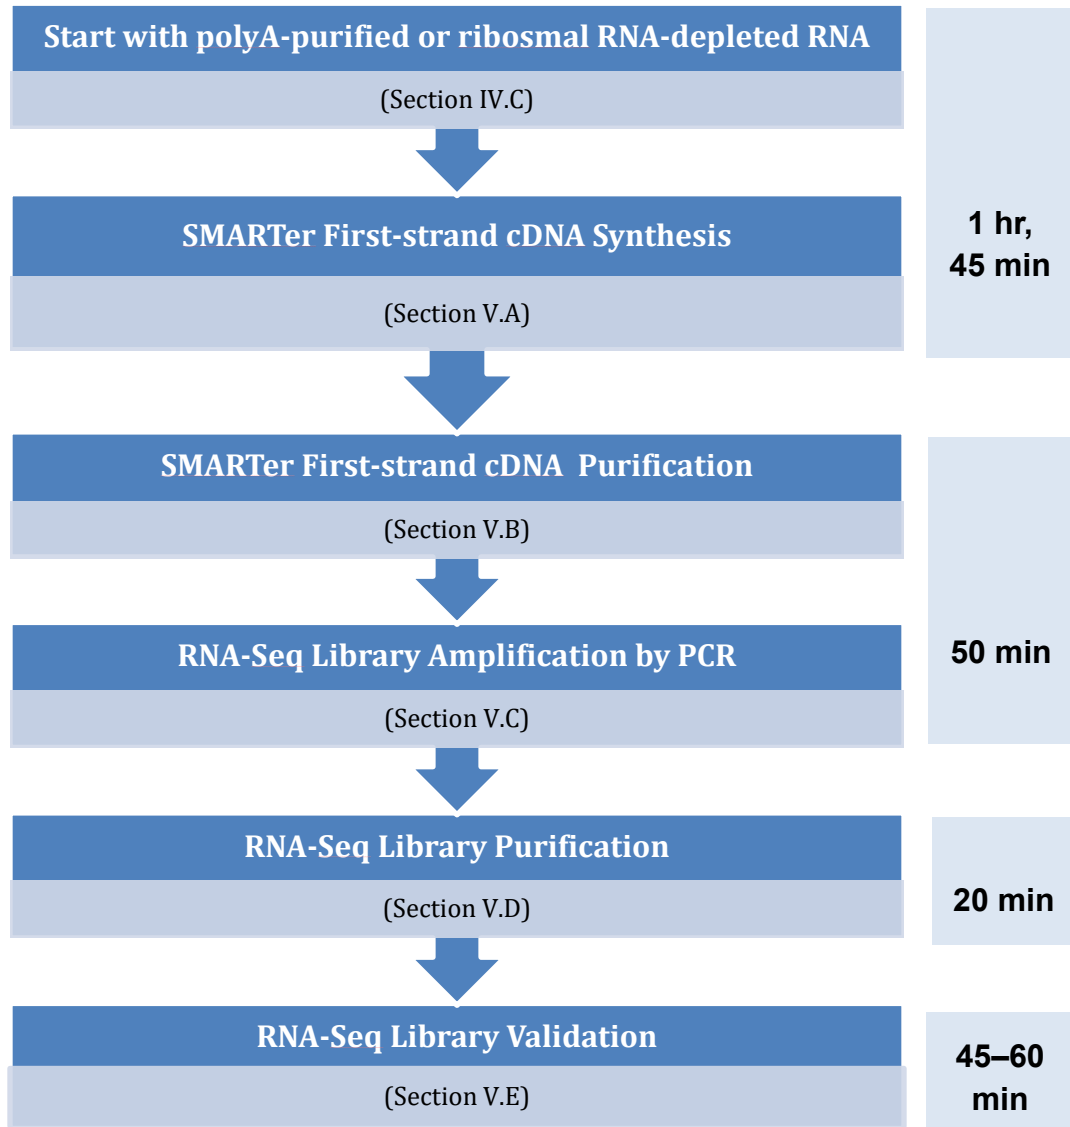 Start with polyA-purified or ribosmal RNA-depleted RNA
(Section IV.C)
SMARTer First-strand cDNA Synthesis
(Section V.A)
1 hr,
45 min
SMARTer First-strand cDNA  Purification
(Section V.B)
RNA-Seq Library Amplification by PCR
(Section V.C)
50 min
RNA-Seq Library Purification
(Section V.D)
20 min
RNA-Seq Library Validation
(Section V.E)
45–60
min